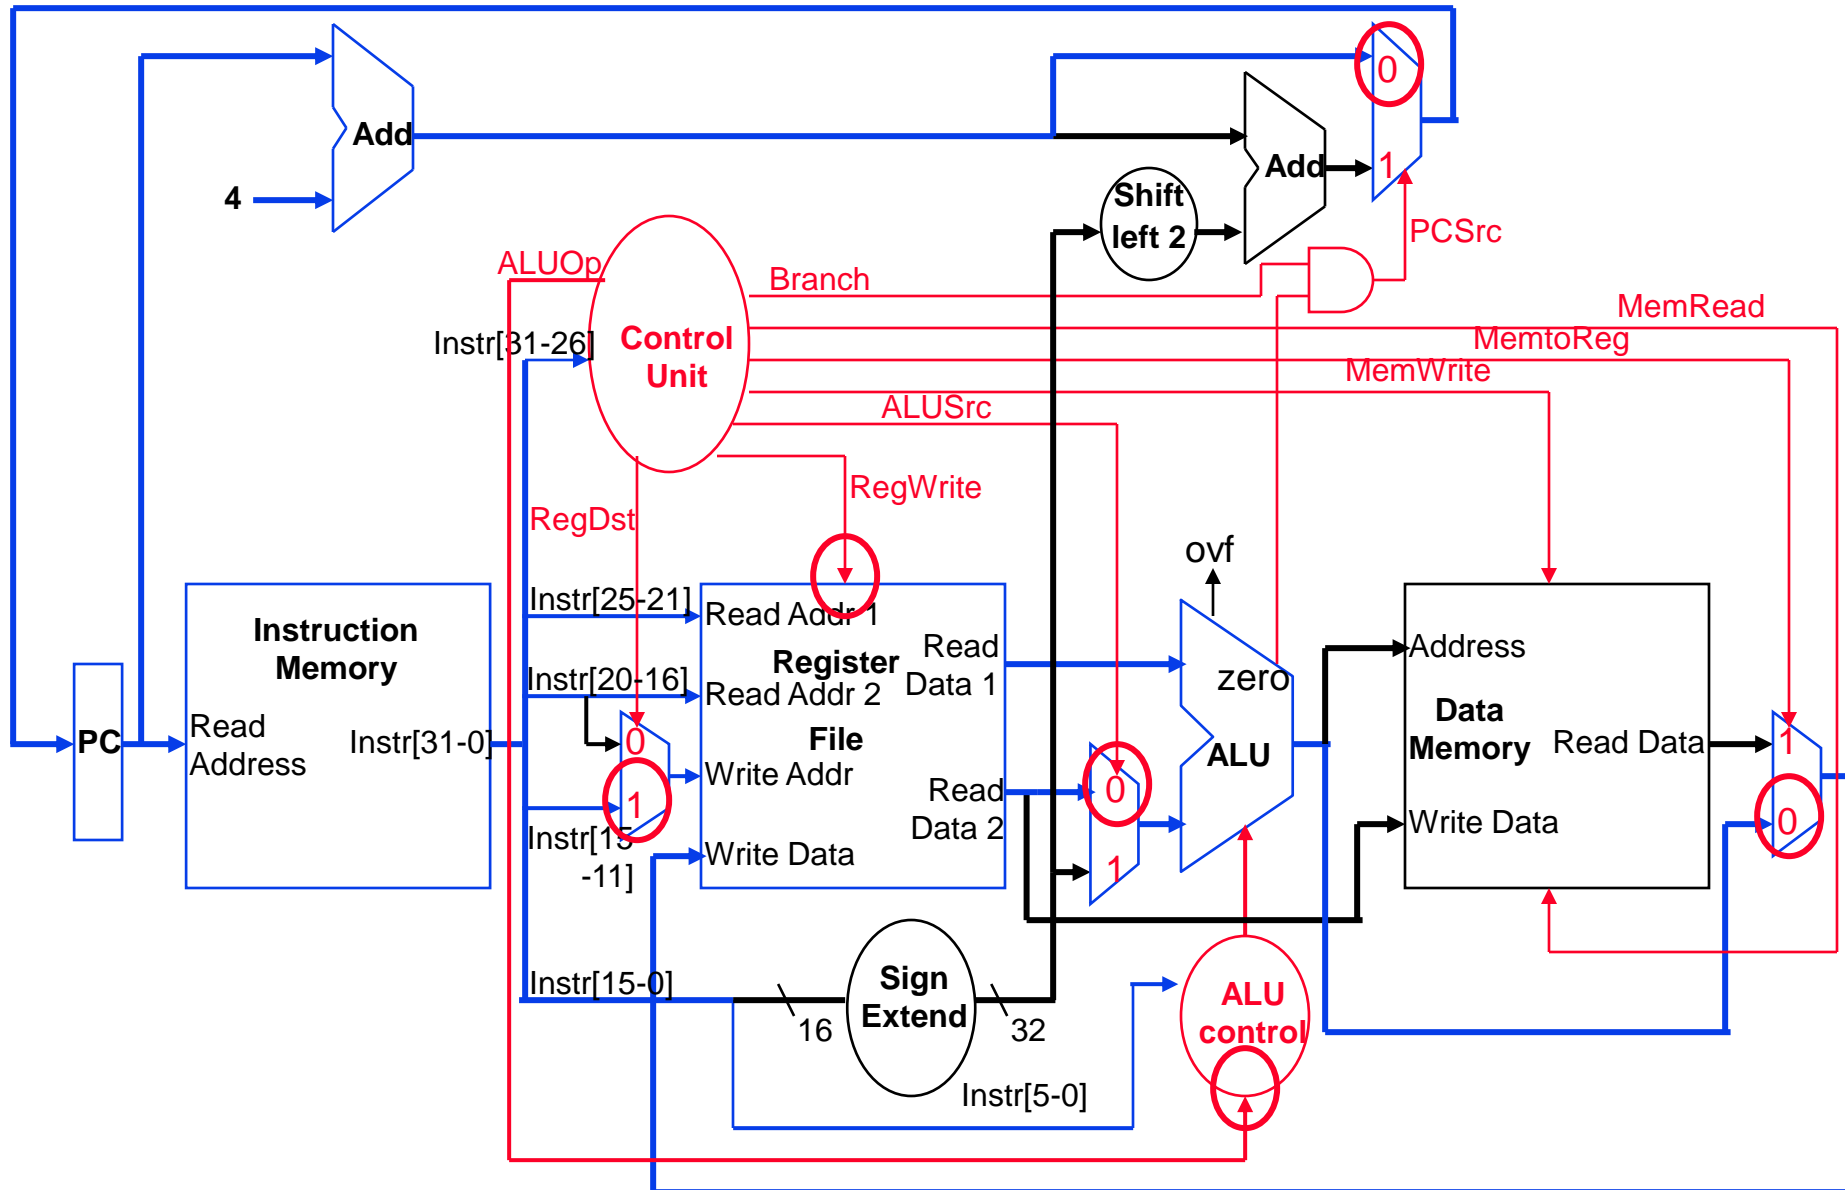 0
Add
Add
1
4
Shift
left 2
PCSrc
ALUOp
Branch
MemRead
Instr[31-26]
Control
Unit
MemtoReg
MemWrite
ALUSrc
RegWrite
RegDst
ovf
Instr[25-21]
Read Addr 1
Instruction
Memory
Read
Data 1
Register
File
Instr[20-16]
Read Addr 2
zero
Address
Data
Memory
PC
Read
Address
Instr[31-0]
0
Write Addr
ALU
Read Data
1
1
Read
Data 2
0
Write Data
0
Instr[15
-11]
Write Data
1
Instr[15-0]
Sign
Extend
16
32
ALU
control
Instr[5-0]